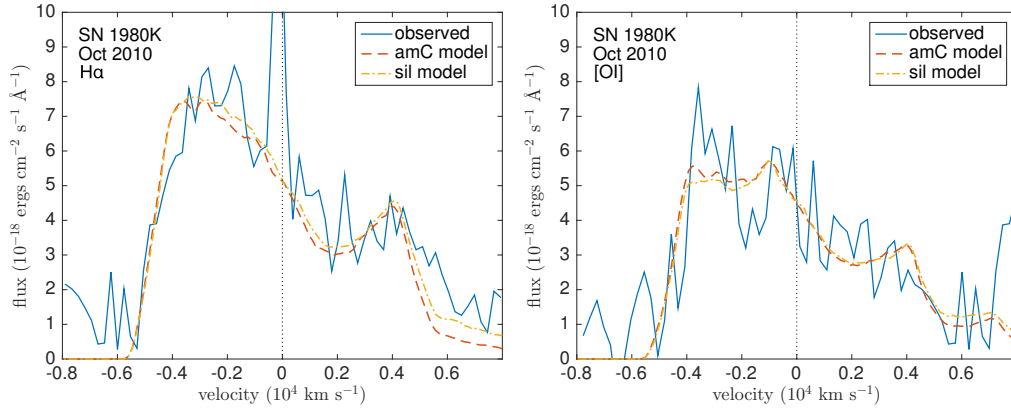 SN 1980K
Oct 2010
Hα
observed
amC model
sil model
flux (10⁻¹⁸ ergs cm⁻² s⁻¹ Å⁻¹)
10
9
8
7
6
5
4
3
2
1
0
-0.8 -0.6 -0.4 -0.2 0 0.2 0.4 0.6
velocity (10⁴ km s⁻¹)
SN 1980K
Oct 2010
[OI]
observed
amC model
sil model
flux (10⁻¹⁸ ergs cm⁻² s⁻¹ Å⁻¹)
10
9
8
7
6
5
4
3
2
1
0
-0.8 -0.6 -0.4 -0.2 0 0.2 0.4 0.6
velocity (10⁴ km s⁻¹)